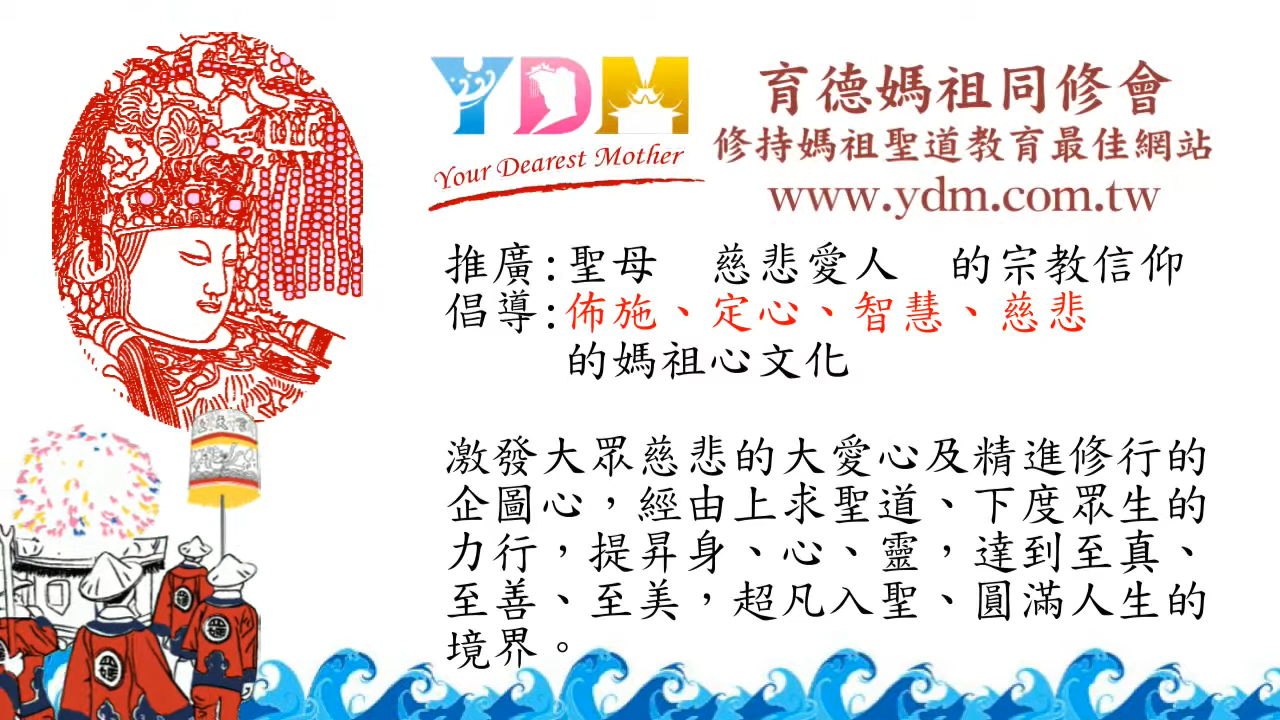 YDM
Your Dearest Mother
育德媽祖同修會
修持媽祖聖道教育最佳網站
www.ydm.com.tw
推廣:聖母 慈悲愛人 的宗教信仰
倡導:佈施、定心、智慧、慈悲
的媽祖心文化
激發大眾慈悲的大愛心及精進修行的
企圖心，經由上求聖道、下度眾生的
力行，提昇身、心、靈，達到至真、
至善、至美，超凡入聖、圓滿人生的
境界。